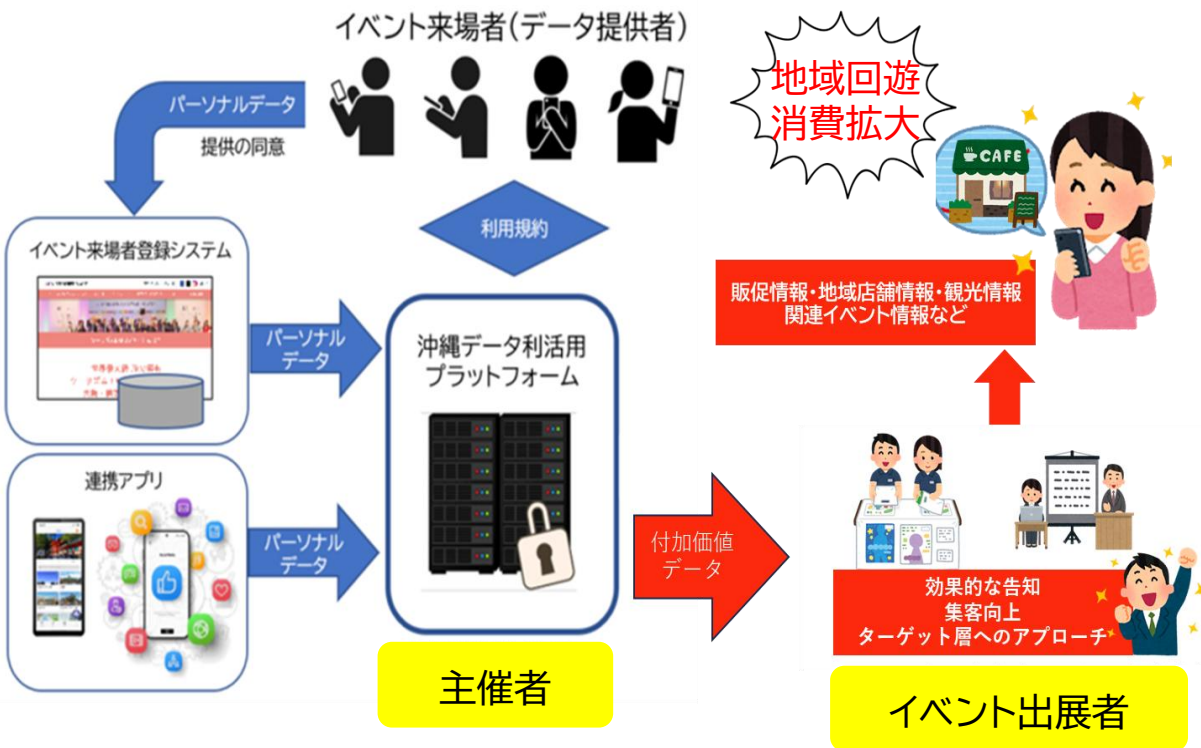 イベント来場者(データ提供者)
パーソナルデータ
提供の同意
地域回遊
消費拡大
CAFE
利用規約
イベント来場者登録システム
パーソナル
データ
沖縄データ利活用
プラットフォーム
販促情報・地域店舗情報・観光情報
関連イベント情報など
連携アプリ
パーソナル
データ
付加価値
データ
効果的な告知
集客向上
ターゲット層へのアプローチ
主催者
イベント出展者